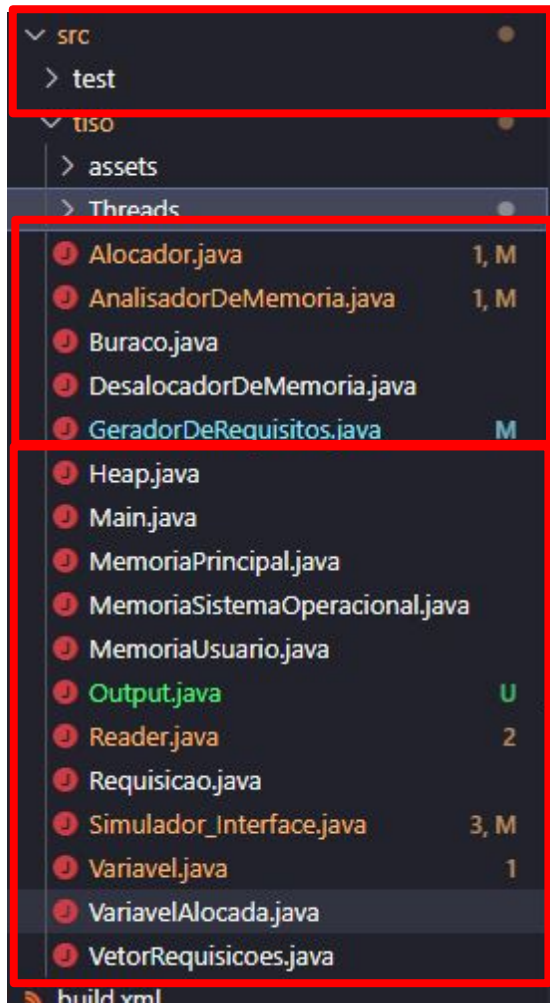 src
test
tiso
assets
Threads
Alocador.java 1, M
AnalisadorDeMemoria.java 1, M
Buraco.java
DesalocadorDeMemoria.java
GeradorDeRequisitos.java M
Heap.java
Main.java
MemoriaPrincipal.java
MemoriaSistemaOperacional.java
MemoriaUsuario.java
Output.java U
Reader.java 2
Requisicao.java
Simulador_Interface.java 3, M
Variavel.java 1
VariavelAlocada.java
VetorRequisicoes.java
build.xml